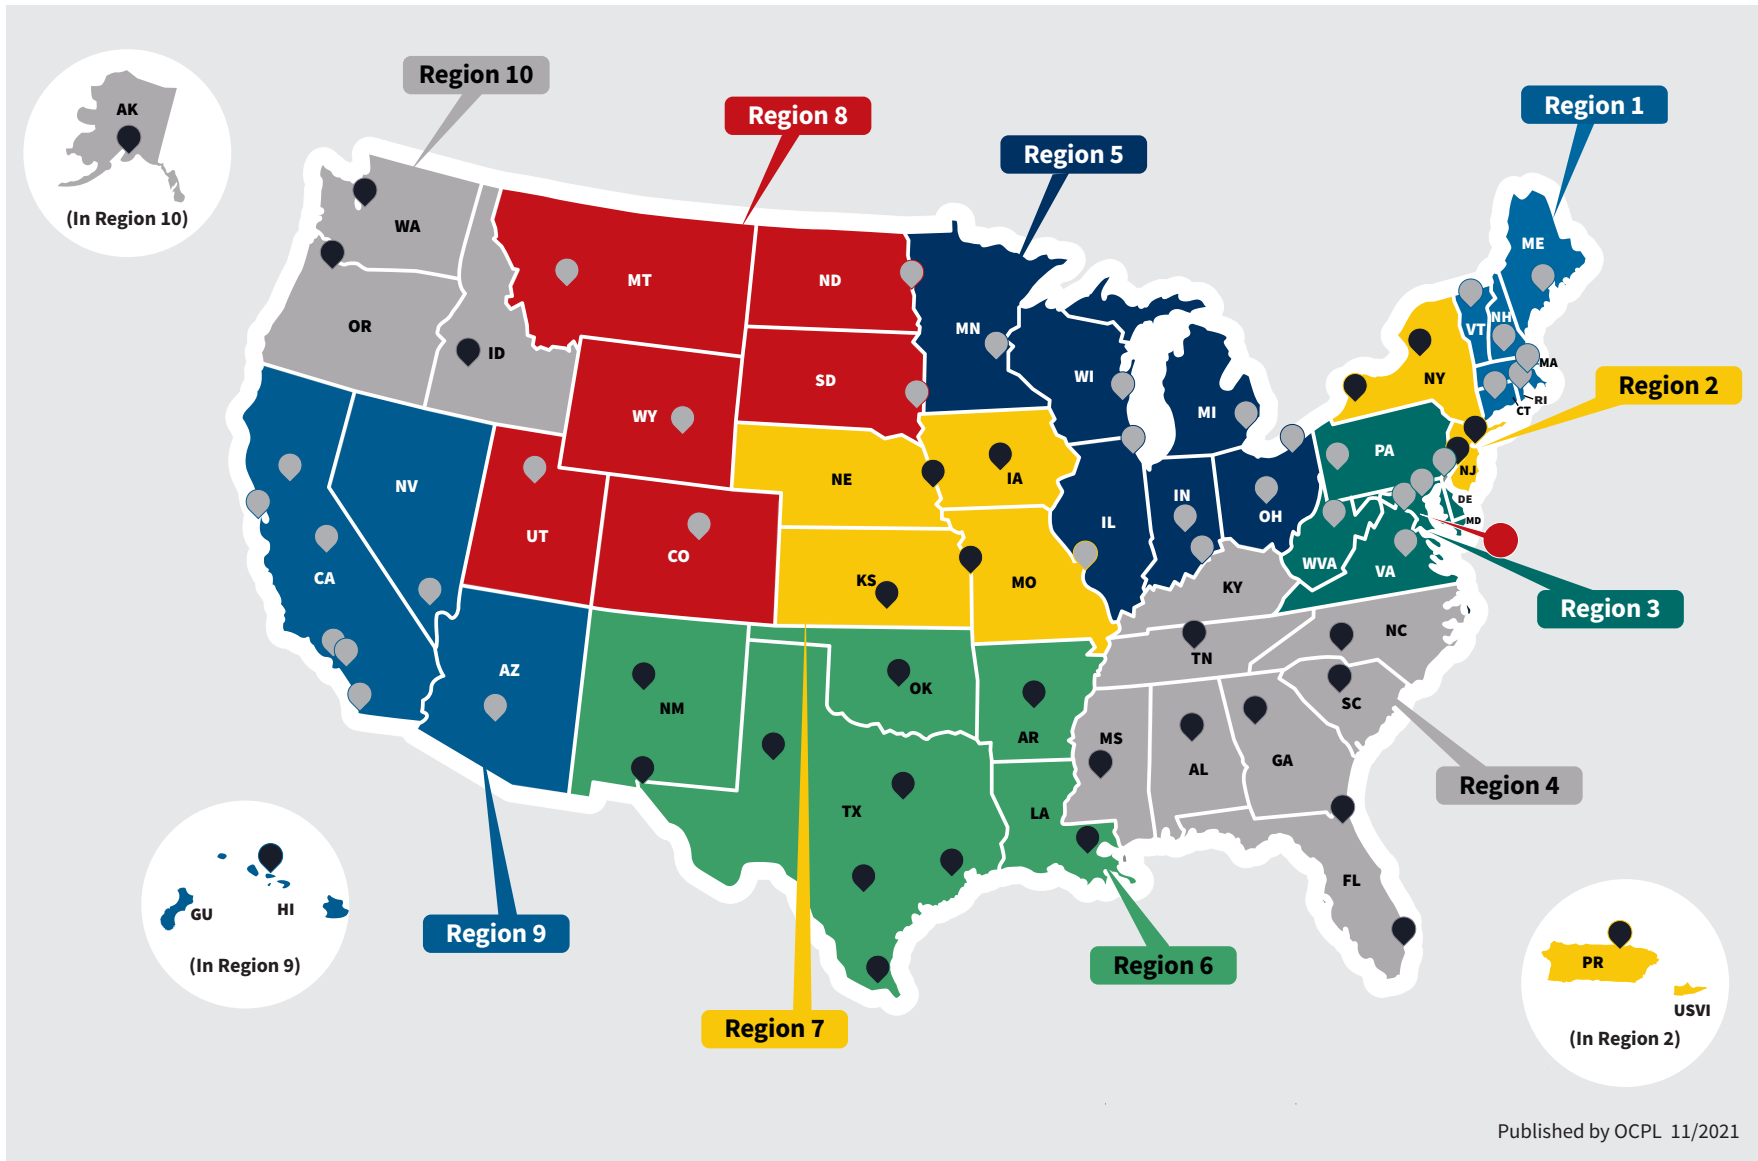 Region 10
Region 8
Region 5
Region 1
AK
(In Region 10)
WA
OR
ID
MT
ND
MN
SD
WY
WI
MI
ME
VT
NH
MA
RI
CT
NY
Region 2
NV
CA
UT
CO
NE
IA
KS
MO
IL
IN
OH
PA
NJ
DE
MD
WVA
VA
Region 3
KY
TN
NC
SC
AZ
NM
OK
AR
TX
LA
MS
AL
GA
FL
Region 4
Region 9
Region 6
Region 7
GU
HI
(In Region 9)
PR
USVI
(In Region 2)
Published by OCPL 11/2021